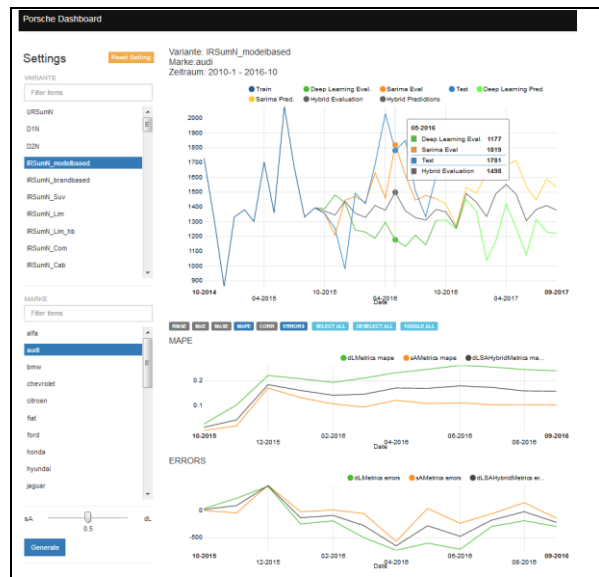 Porsche Dashboard
Settings
Reset Setting
VARIANTE
Filter items
URSumN
D1N
D2N
IRSumN_modelbased
IRSumN_brandbased
IRSumN_Suv
IRSumN_Lim
IRSumN_Lim_hb
IRSumN_Com
IRSumN_Cab
MARKE
Filter items
alfa
audi
bmw
chevrolet
citroen
fiat
ford
honda
hyundai
jaguar
sA
dL
0.5
Generate
Variante: IRSumN_modelbased
Marke:audi
Zeitraum: 2010-1 - 2016-10
Train Deep Learning Eval. Sarima Eval Test Deep Learning Pred.
Sarima Pred. Hybrid Evaluation Hybrid Predictions
2000
1900
1800
1700
1600
1500
1400
1300
1200
1100
1000
900
05-2016
Deep Learning Eval. 1177
Sarima Eval 1819
Test 1781
Hybrid Evaluation 1498
10-2014 04-2015 10-2015 04-2016 10-2016 04-2017 09-2017
Date
RMSE MAE MASE MAPE CORR ERRORS SELECT ALL DESELECT ALL TOGGLE ALL
MAPE
dLMetrics mape sAMetrics mape dLSAHybridMetrics ma...
0.2
0.1
10-2015 12-2015 02-2016 04-2016 06-2016 08-2016 09-2016
Date
ERRORS
dLMetrics errors sAMetrics errors dLSAHybridMetrics er...
0
-500
10-2015 12-2015 02-2016 04-2016 06-2016 08-2016 09-2016
Date